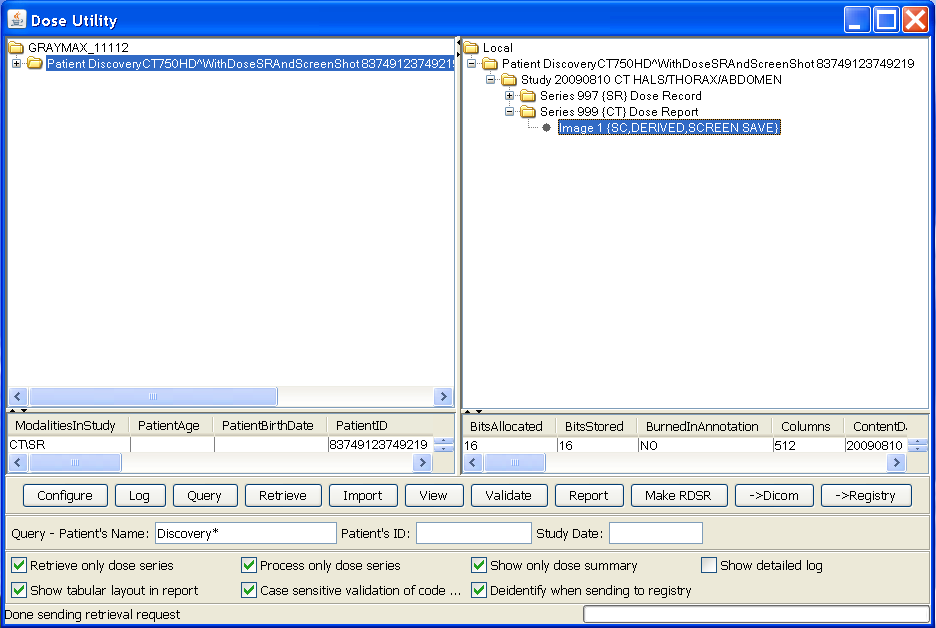 Dose Utility
GRAYMAX_11112
Patient DiscoveryCT750HD^WithDoseSRAndScreenShot 83749123749219
Local
Patient DiscoveryCT750HD^WithDoseSRAndScreenShot 83749123749219
Study 20090810 CT HALS/THORAX/ABDOMEN
Series 997 {SR} Dose Record
Series 999 {CT} Dose Report
Image 1 {SC,DERIVED,SCREEN SAVE}
ModalitiesInStudy PatientAge PatientBirthDate PatientID
CT\SR 83749123749219
BitsAllocated BitsStored BurnedInAnnotation Columns ContentDa
16 16 NO 512 20090810
Configure Log Query Retrieve Import View Validate Report Make RDSR ->Dicom ->Registry
Query - Patient's Name: Discovery* Patient's ID: Study Date:
Retrieve only dose series Process only dose series Show only dose summary Show detailed log
Show tabular layout in report Case sensitive validation of code ... Deidentify when sending to registry
Done sending retrieval request